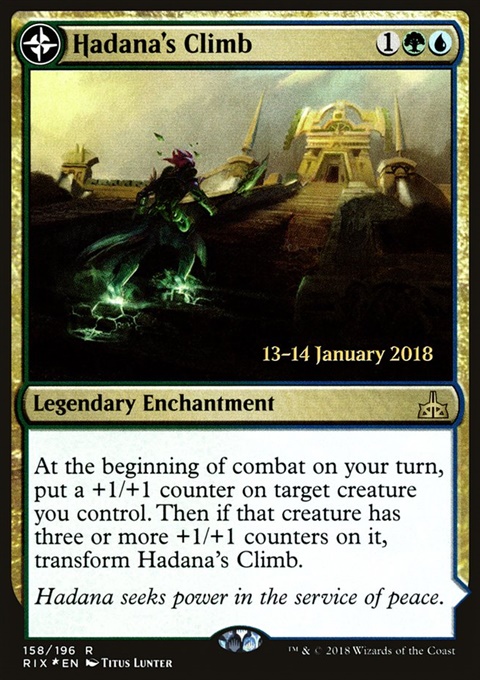 Hadana's Climb 1
13–14 January 2018
Legendary Enchantment
At the beginning of combat on your turn,
put a +1/+1 counter on target creature
you control. Then if that creature has
three or more +1/+1 counters on it,
transform Hadana's Climb.
Hadana seeks power in the service of peace.
158/196 R
RIX★EN Titus Lunter
™ & © 2018 Wizards of the Coast